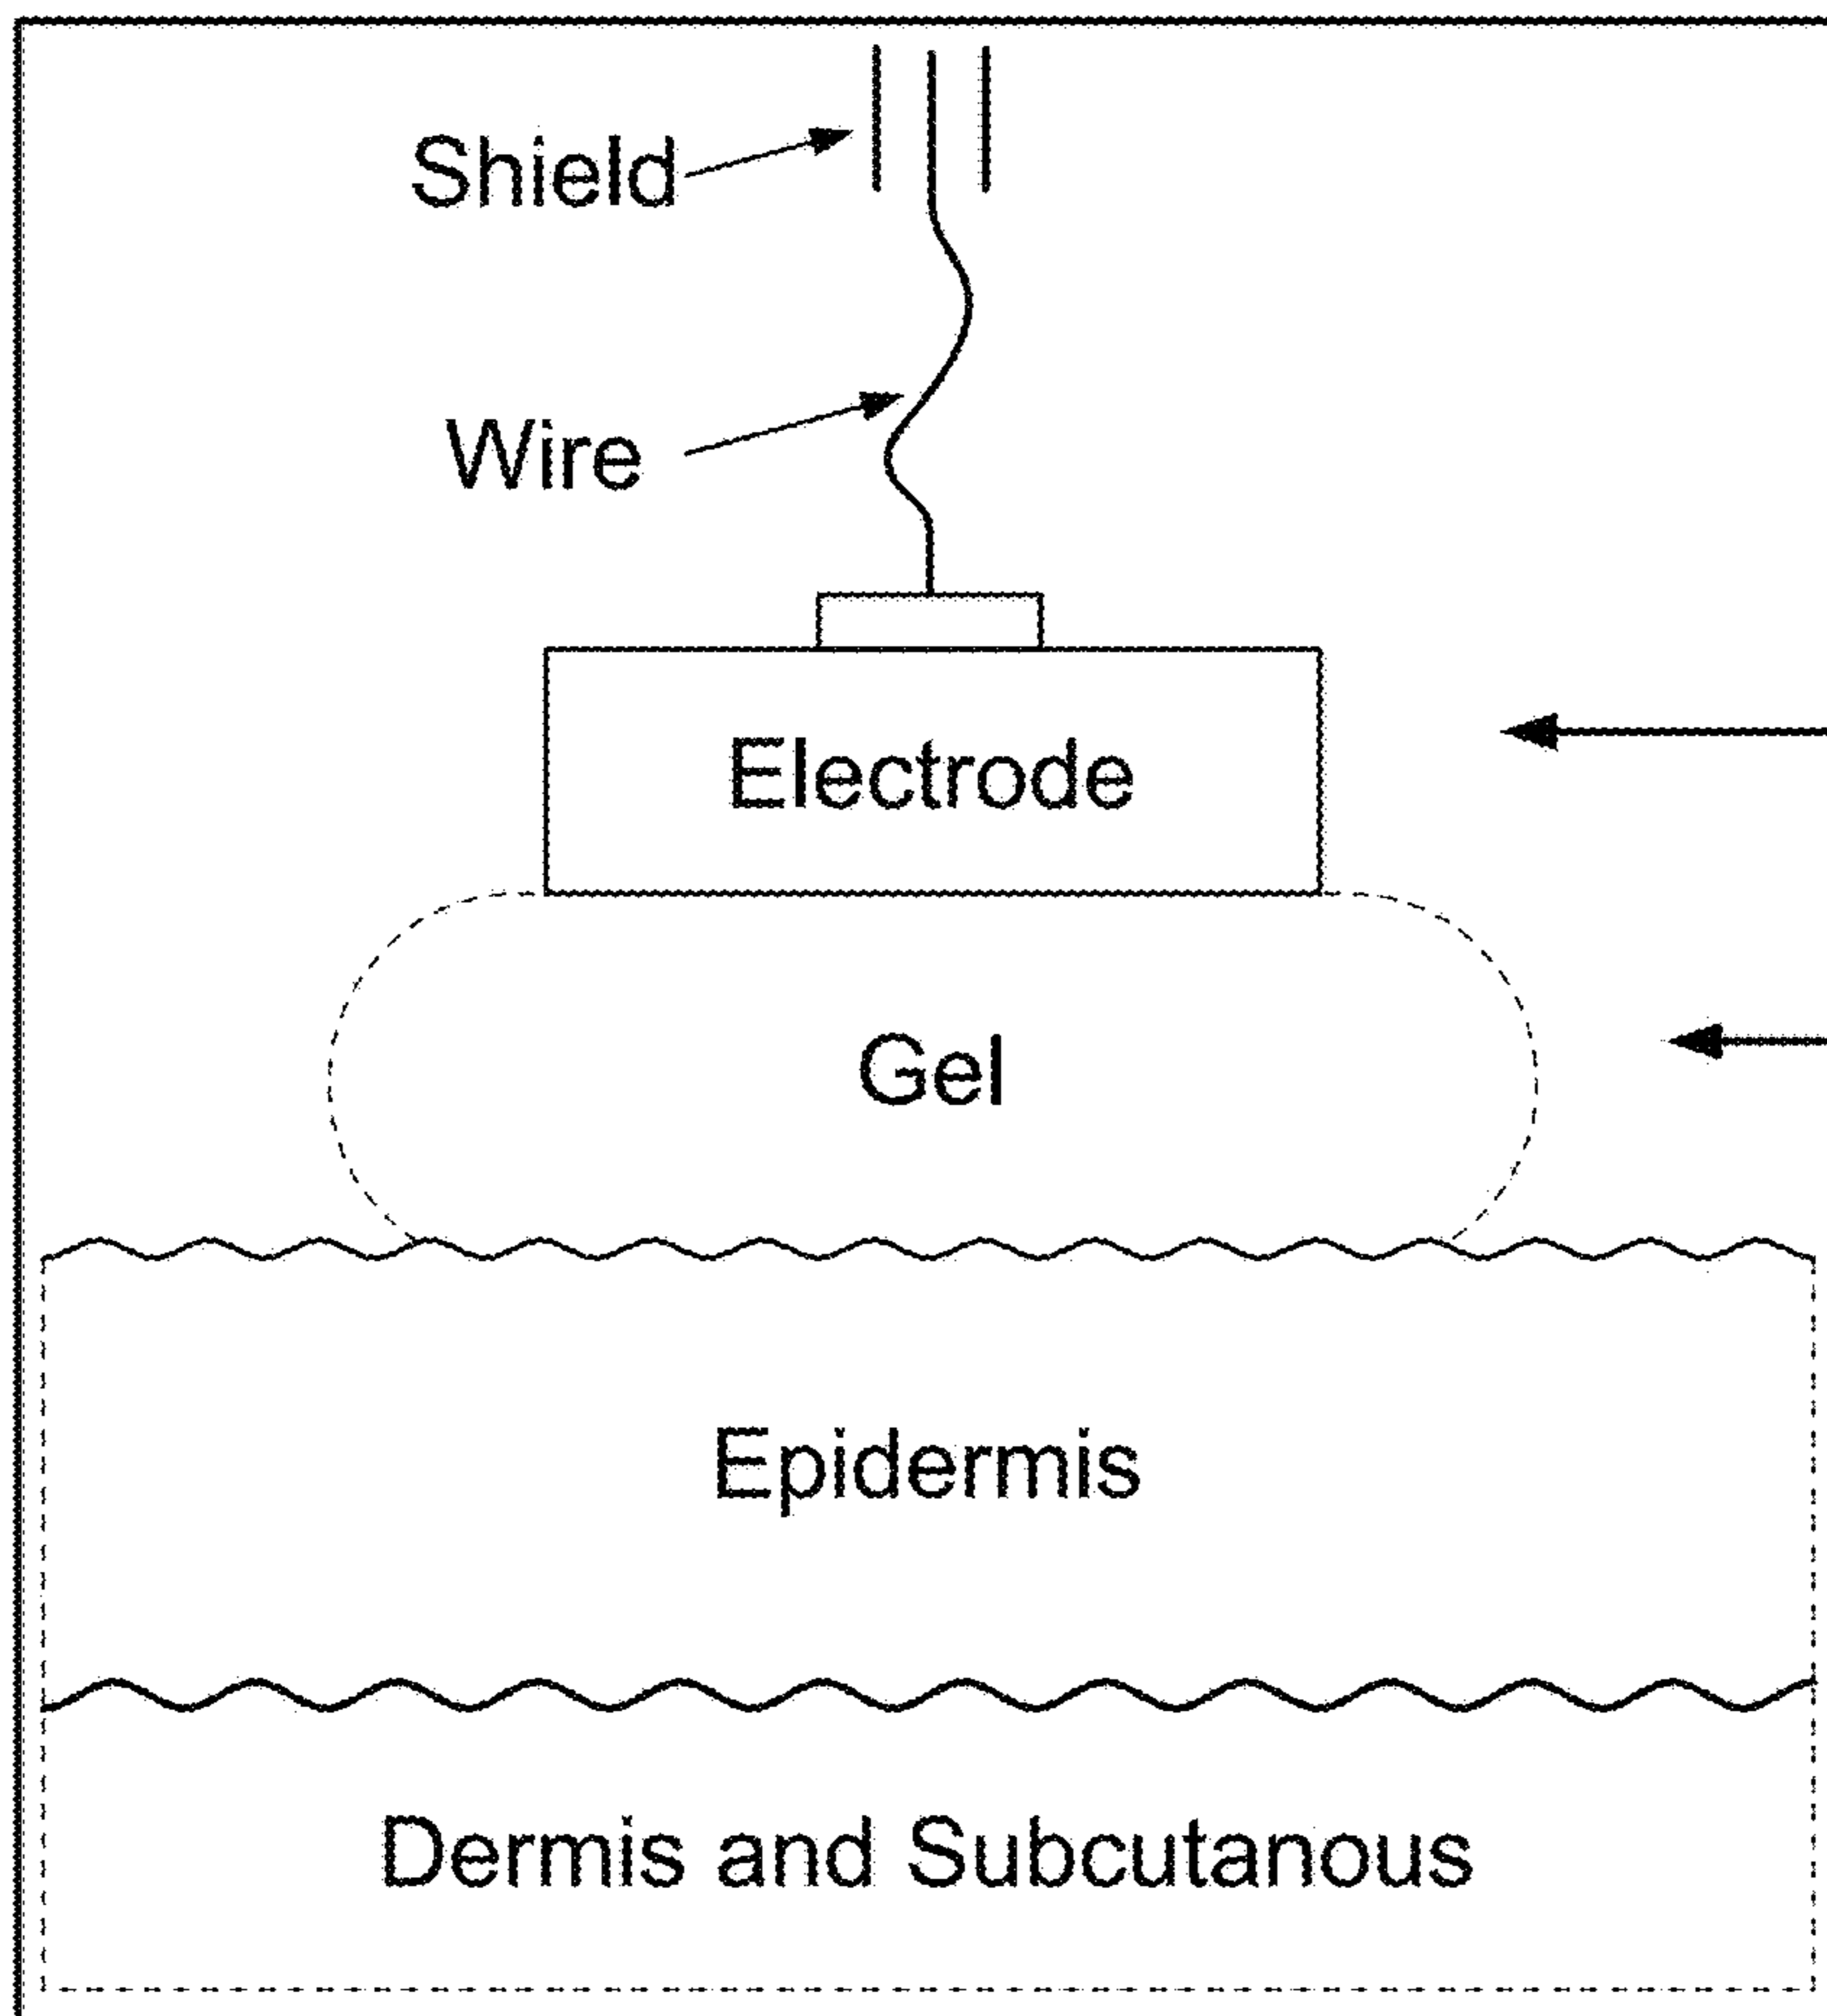 Shield
Wire
Electrode
Gel
Epidermis
Dermis and Subcutanous